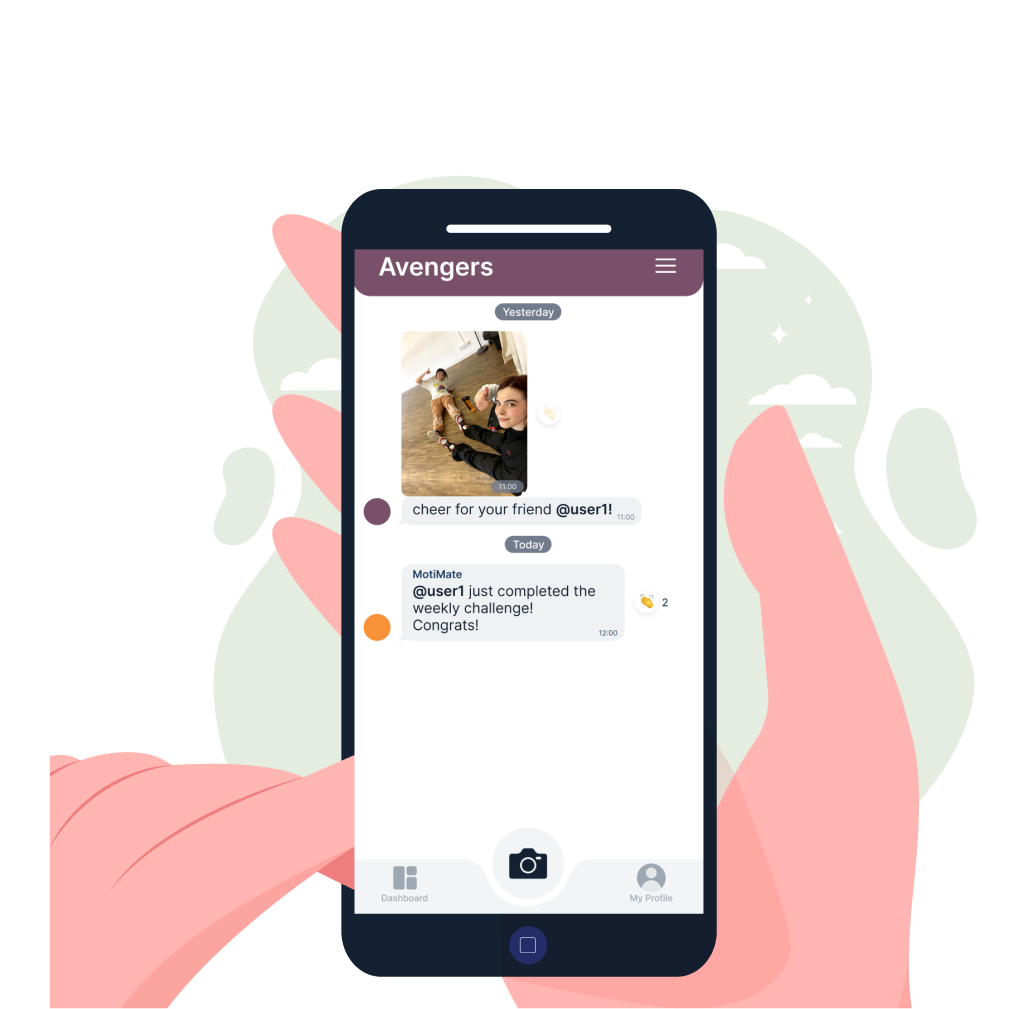 Avengers
Yesterday
11:00
cheer for your friend @user1!
11:00
Today
MotiMate
@user1 just completed the
weekly challenge!
Congrats!
12:00
2
Dashboard
My Profile